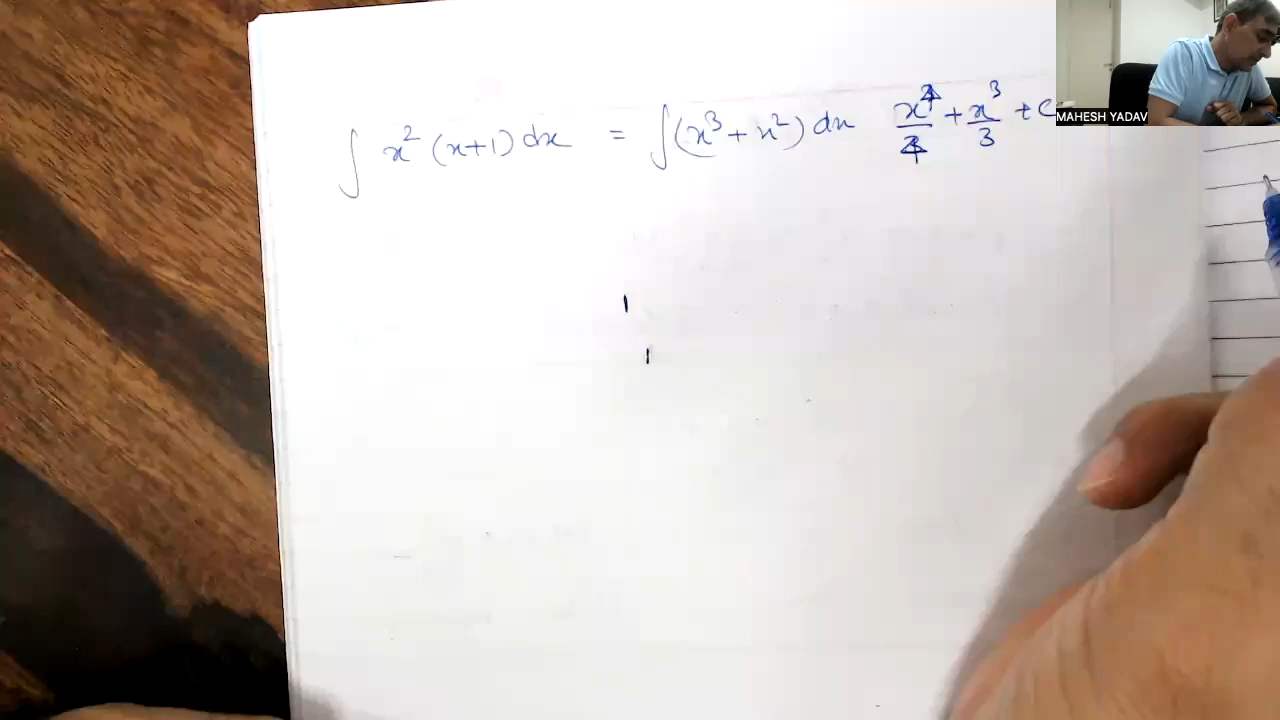 ∫ x² (x+1) dx = ∫(x³ + x²) dx x⁴/4 + x³/3 + C
MAHESH YADAV